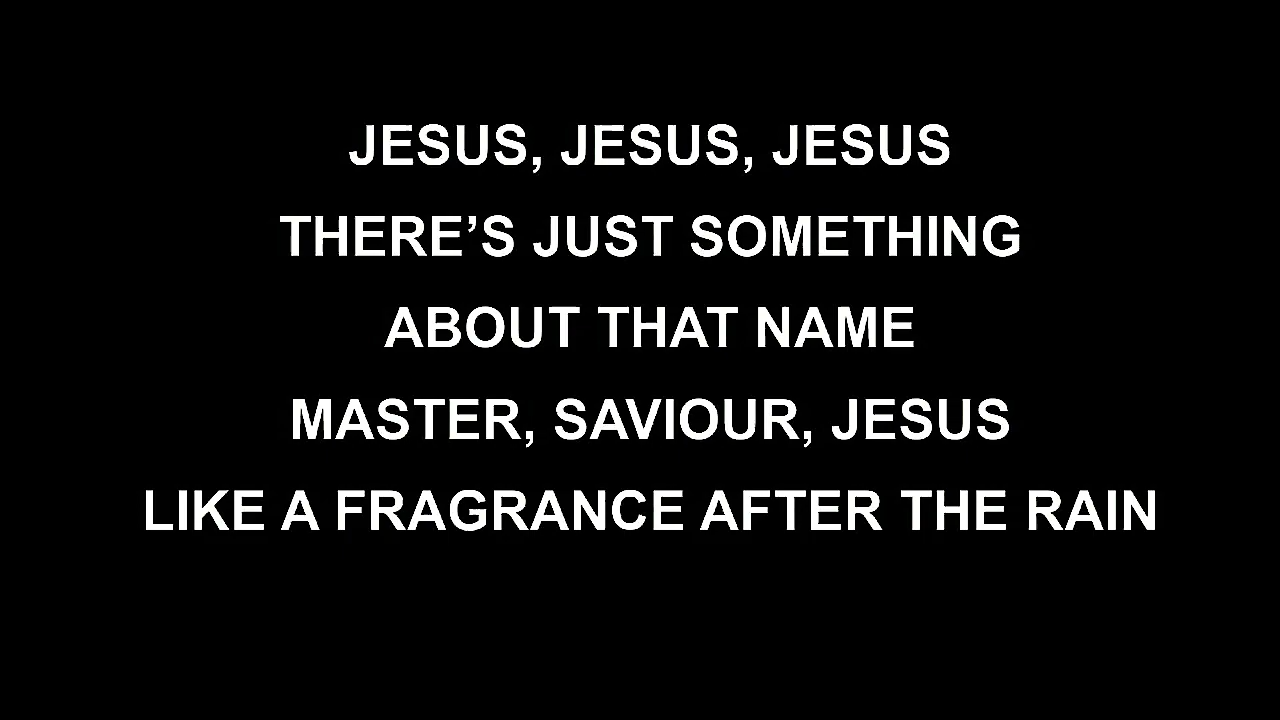 JESUS, JESUS, JESUS
THERE’S JUST SOMETHING
ABOUT THAT NAME
MASTER, SAVIOUR, JESUS
LIKE A FRAGRANCE AFTER THE RAIN